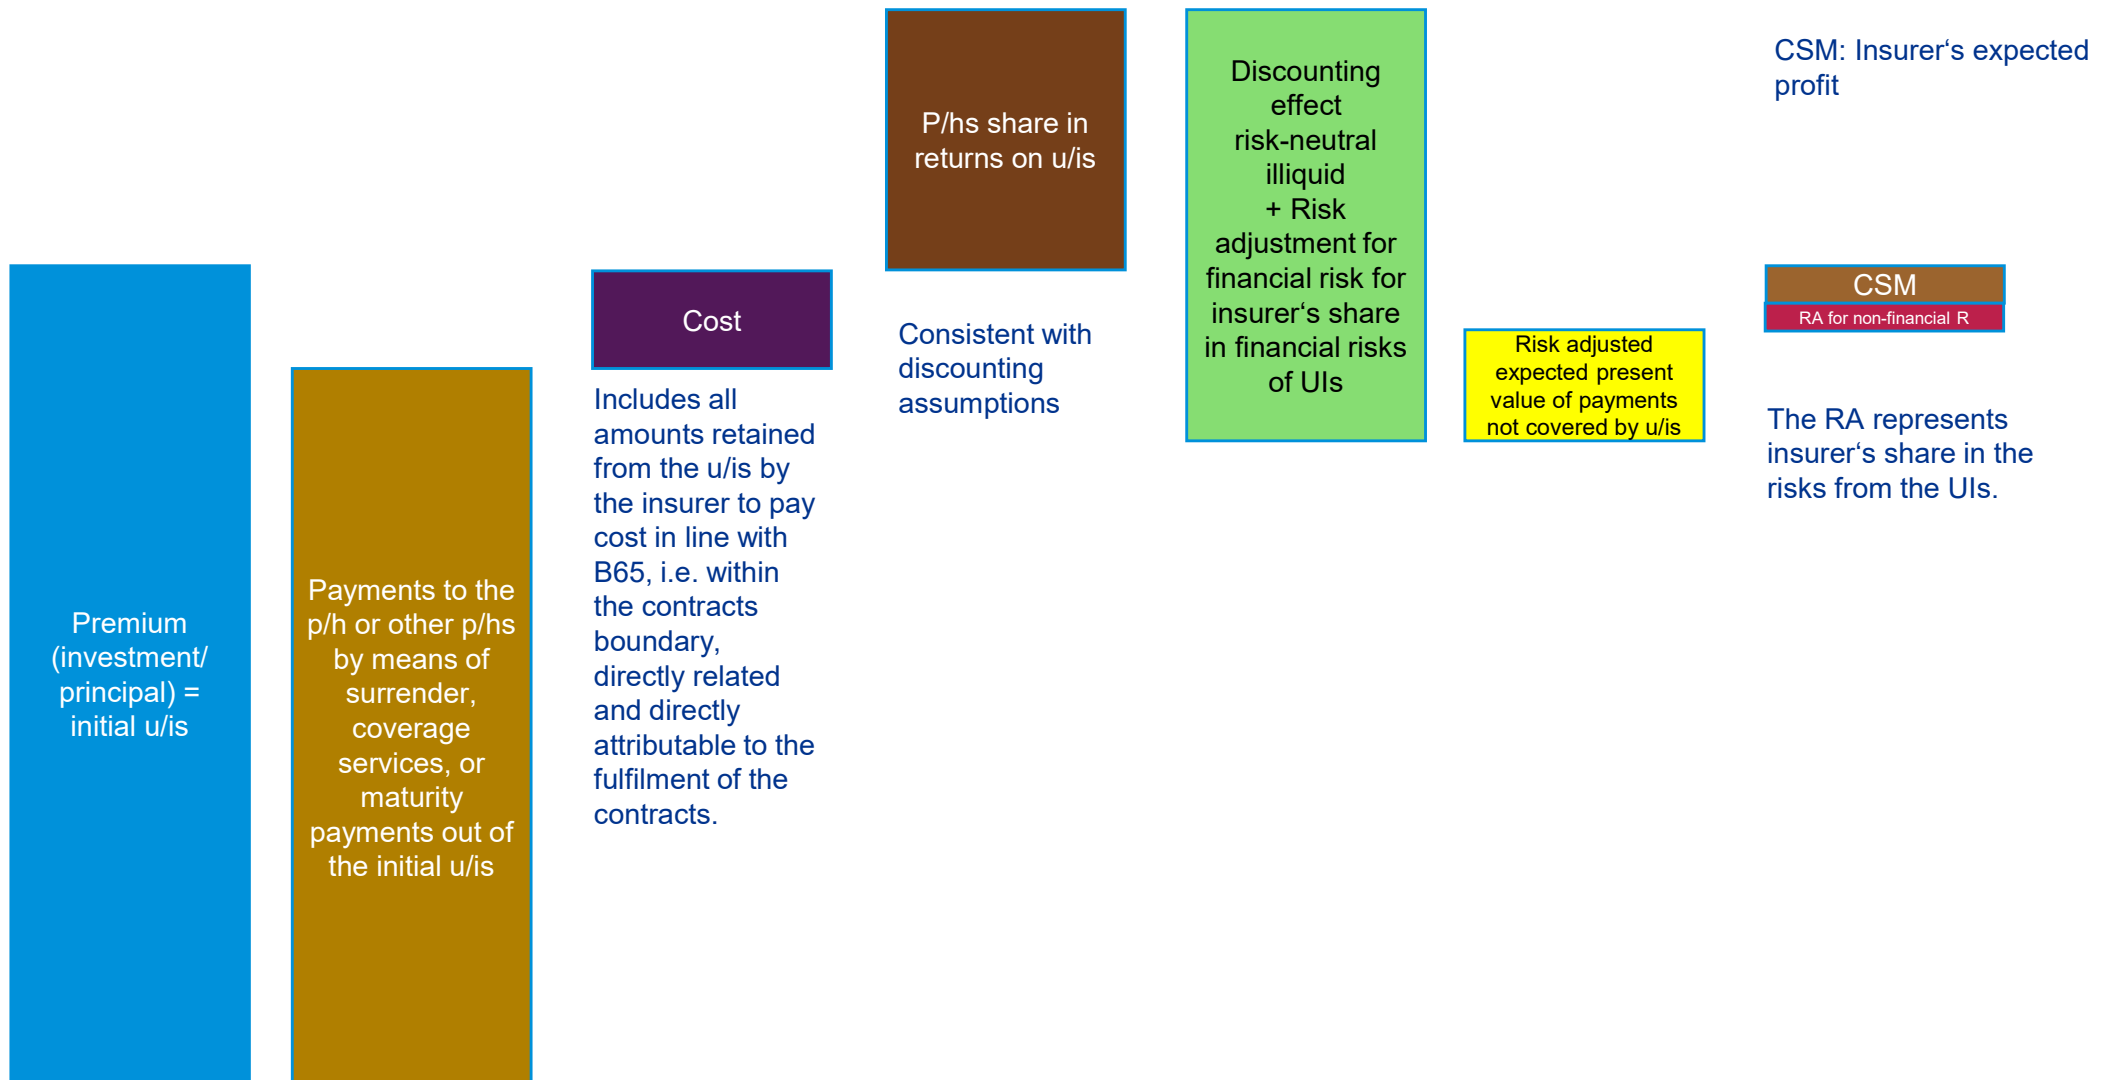 Premium
(investment/
principal) =
initial u/is
Payments to the
p/h or other p/hs
by means of
surrender,
coverage
services, or
maturity
payments out of
the initial u/is
Cost
Includes all
amounts retained
from the u/is by
the insurer to pay
cost in line with
B65, i.e. within
the contracts
boundary,
directly related
and directly
attributable to the
fulfilment of the
contracts.
P/hs share in
returns on u/is
Consistent with
discounting
assumptions
Discounting
effect
risk-neutral
illiquid
+ Risk
adjustment for
financial risk for
insurer‘s share
in financial risks
of UIs
Risk adjusted
expected present
value of payments
not covered by u/is
CSM: Insurer‘s expected
profit
CSM
RA for non-financial R
The RA represents
insurer‘s share in the
risks from the UIs.